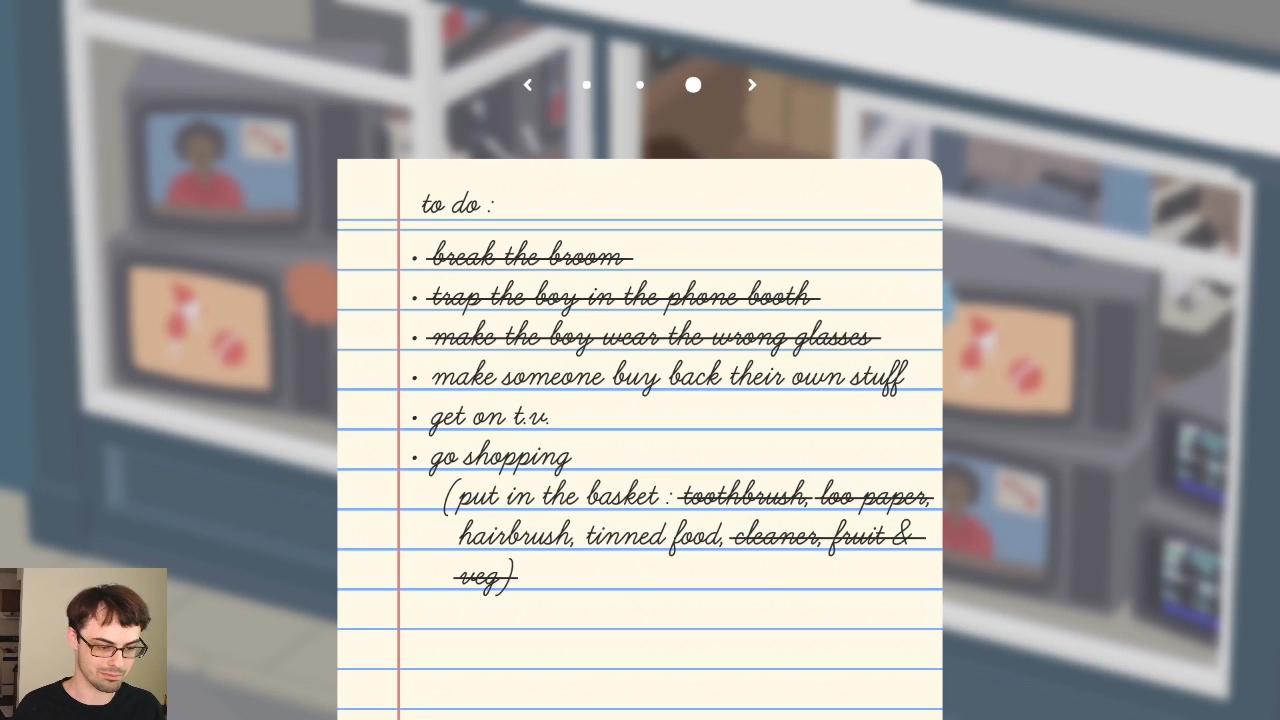 to do :
• break the broom
• trap the boy in the phone booth
• make the boy wear the wrong glasses
• make someone buy back their own stuff
• get on t.v.
• go shopping
(put in the basket : toothbrush, loo paper,
hairbrush, tinned food, cleaner, fruit &
veg)